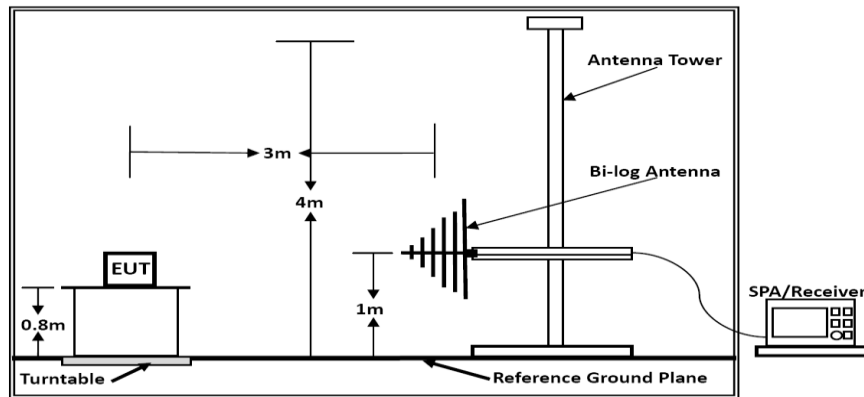 Antenna Tower
3m
Bi-log Antenna
4m
EUT
0.8m
1m
SPA/Receiver
Turntable
Reference Ground Plane